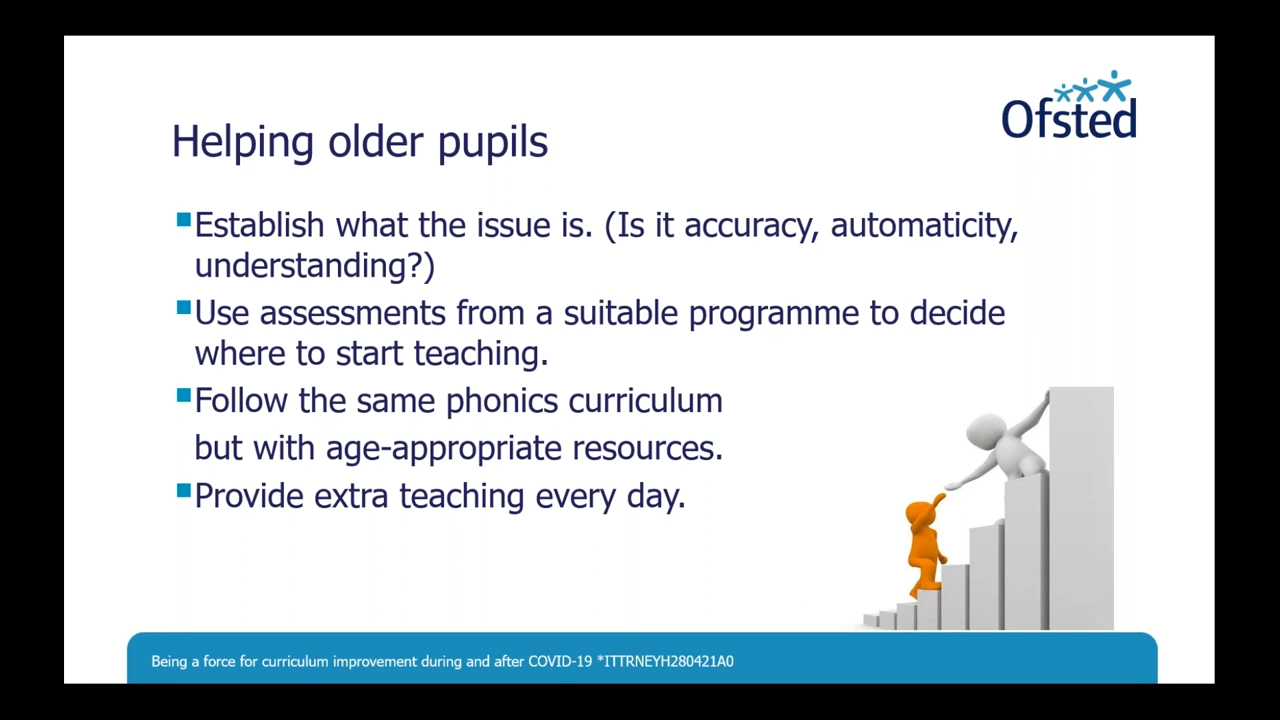 Ofsted
Helping older pupils
Establish what the issue is. (Is it accuracy, automaticity,
understanding?)
Use assessments from a suitable programme to decide
where to start teaching.
Follow the same phonics curriculum
but with age-appropriate resources.
Provide extra teaching every day.
Being a force for curriculum improvement during and after COVID-19 *ITTRNEYH280421A0